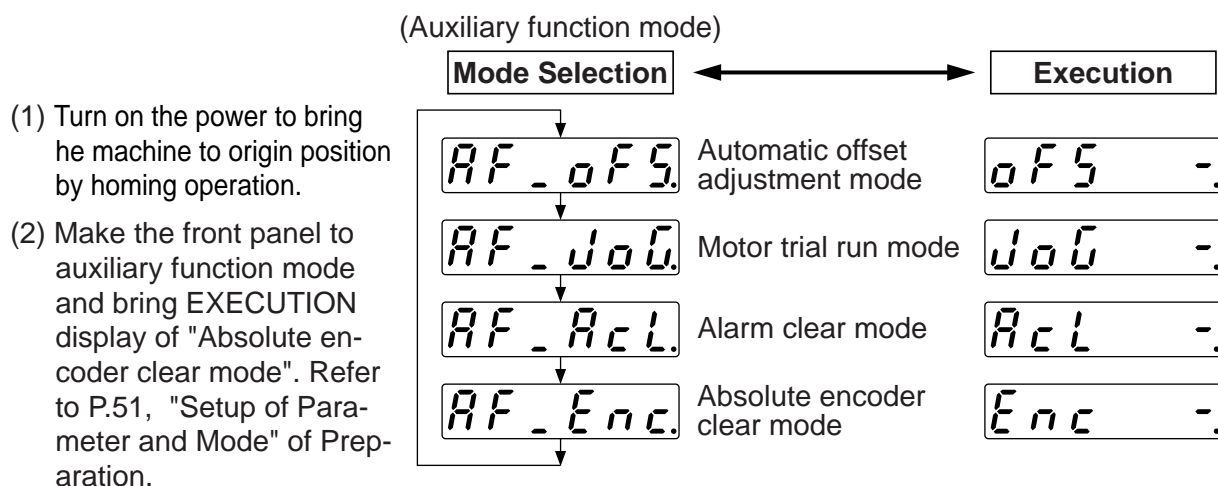 (Auxiliary function mode)
Mode Selection
Execution
(1) Turn on the power to bring
he machine to origin position
by homing operation.
(2) Make the front panel to
auxiliary function mode
and bring EXECUTION
display of "Absolute en-
coder clear mode". Refer
to P.51, "Setup of Para-
meter and Mode" of Prep-
aration.
AF_oFS.
Automatic offset
adjustment mode
oFS -.
AF_JoG.
Motor trial run mode
JoG -.
AF_AcL.
Alarm clear mode
AcL -.
AF_Enc.
Absolute encoder
clear mode
Enc -.